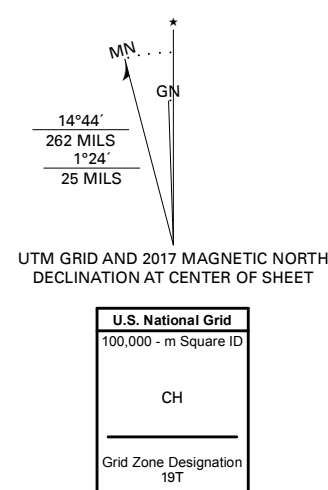 ★
MN
GN
14°44´
262 MILS
1°24´
25 MILS
UTM GRID AND 2017 MAGNETIC NORTH
DECLINATION AT CENTER OF SHEET
U.S. National Grid
100,000 - m Square ID
CH
Grid Zone Designation
19T